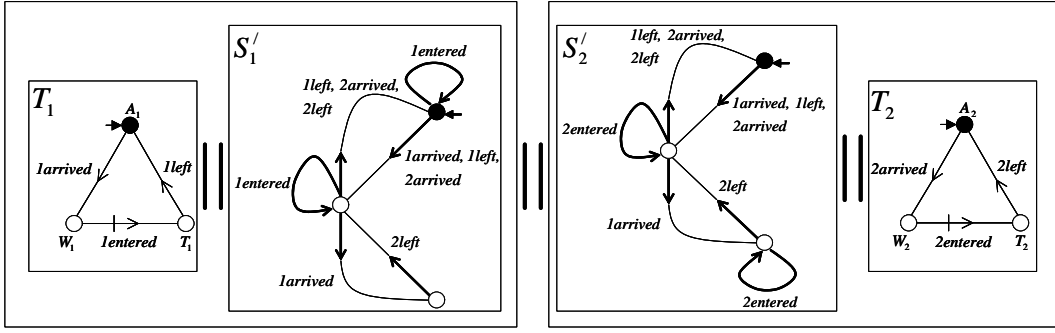 T1
A1
1arrived
1left
W1
1entered
T1
S1/
1entered
1left, 2arrived,
2left
1arrived, 1left,
2arrived
1entered
2left
1arrived
S2/
1left, 2arrived,
2left
1arrived, 1left,
2arrived
2entered
2left
1arrived
2entered
T2
A2
2arrived
2left
W2
2entered
T2